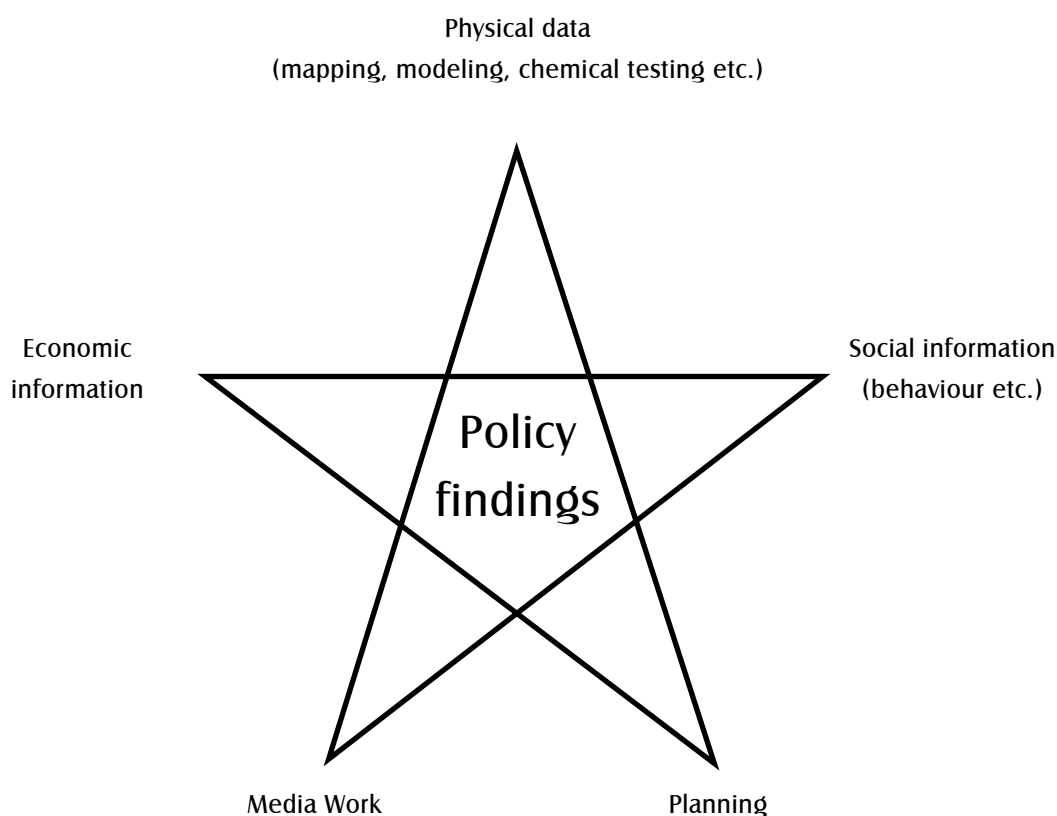 Physical data
(mapping, modeling, chemical testing etc.)
Economic
information
Social information
(behaviour etc.)
Policy
findings
Media Work
Planning